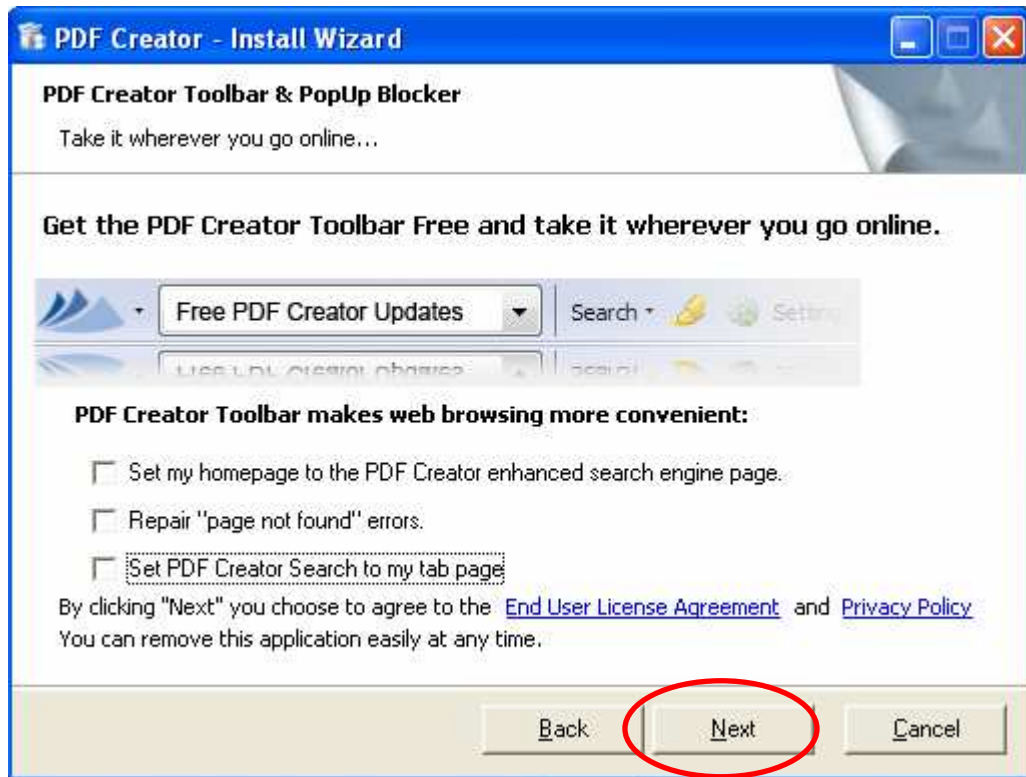 PDF Creator - Install Wizard
PDF Creator Toolbar & PopUp Blocker
Take it wherever you go online...
Get the PDF Creator Toolbar Free and take it wherever you go online.
Free PDF Creator Updates Search Settin
PDF Creator Toolbar makes web browsing more convenient:
Set my homepage to the PDF Creator enhanced search engine page.
Repair "page not found" errors.
Set PDF Creator Search to my tab page
By clicking "Next" you choose to agree to the End User License Agreement and Privacy Policy
You can remove this application easily at any time.
Back Next Cancel